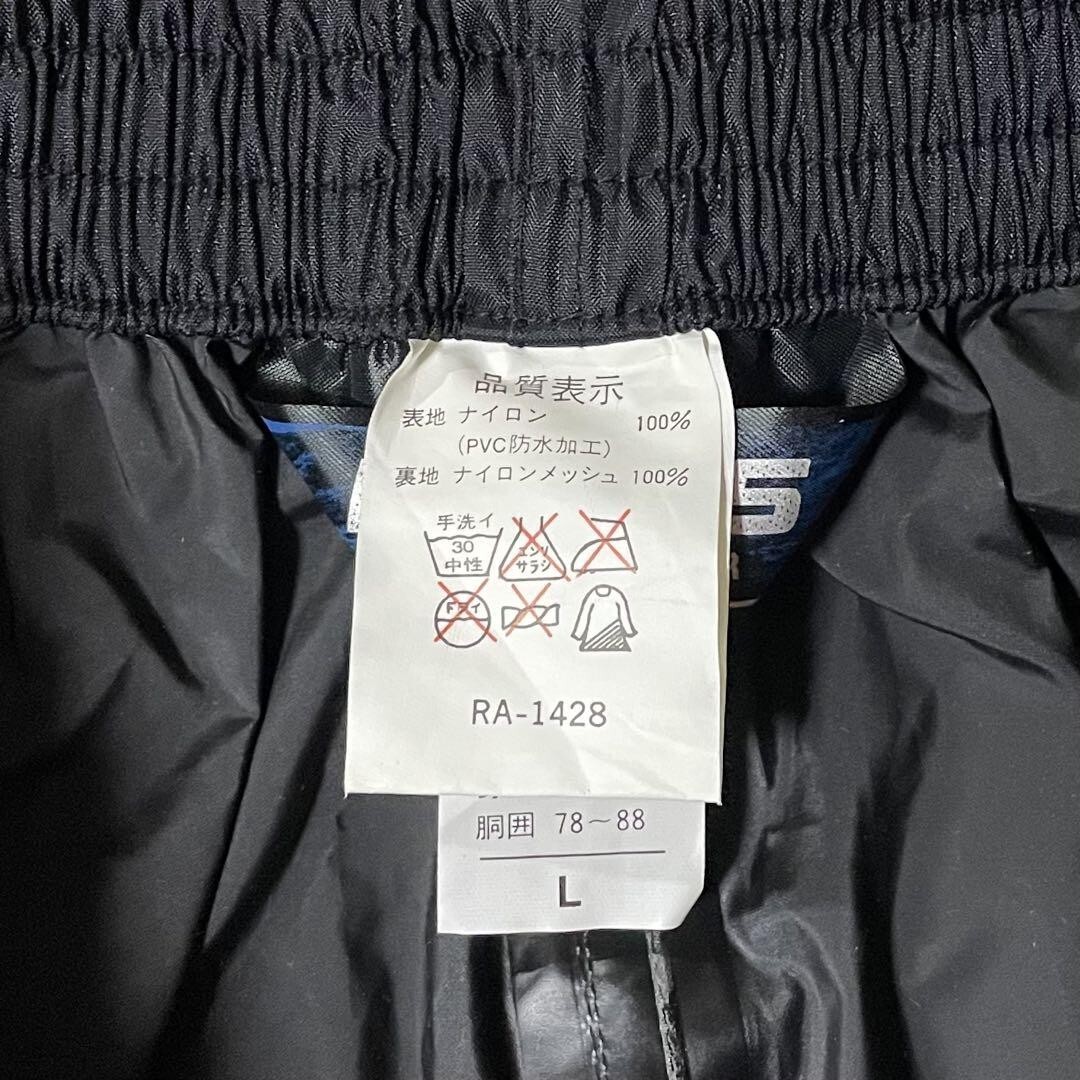 品質表示
表地 ナイロン 100%
(PVC防水加工)
裏地 ナイロンメッシュ 100%
手洗イ
30
中性
エンソ
サラシ
ドライ
RA-1428
胴囲 78~88
L